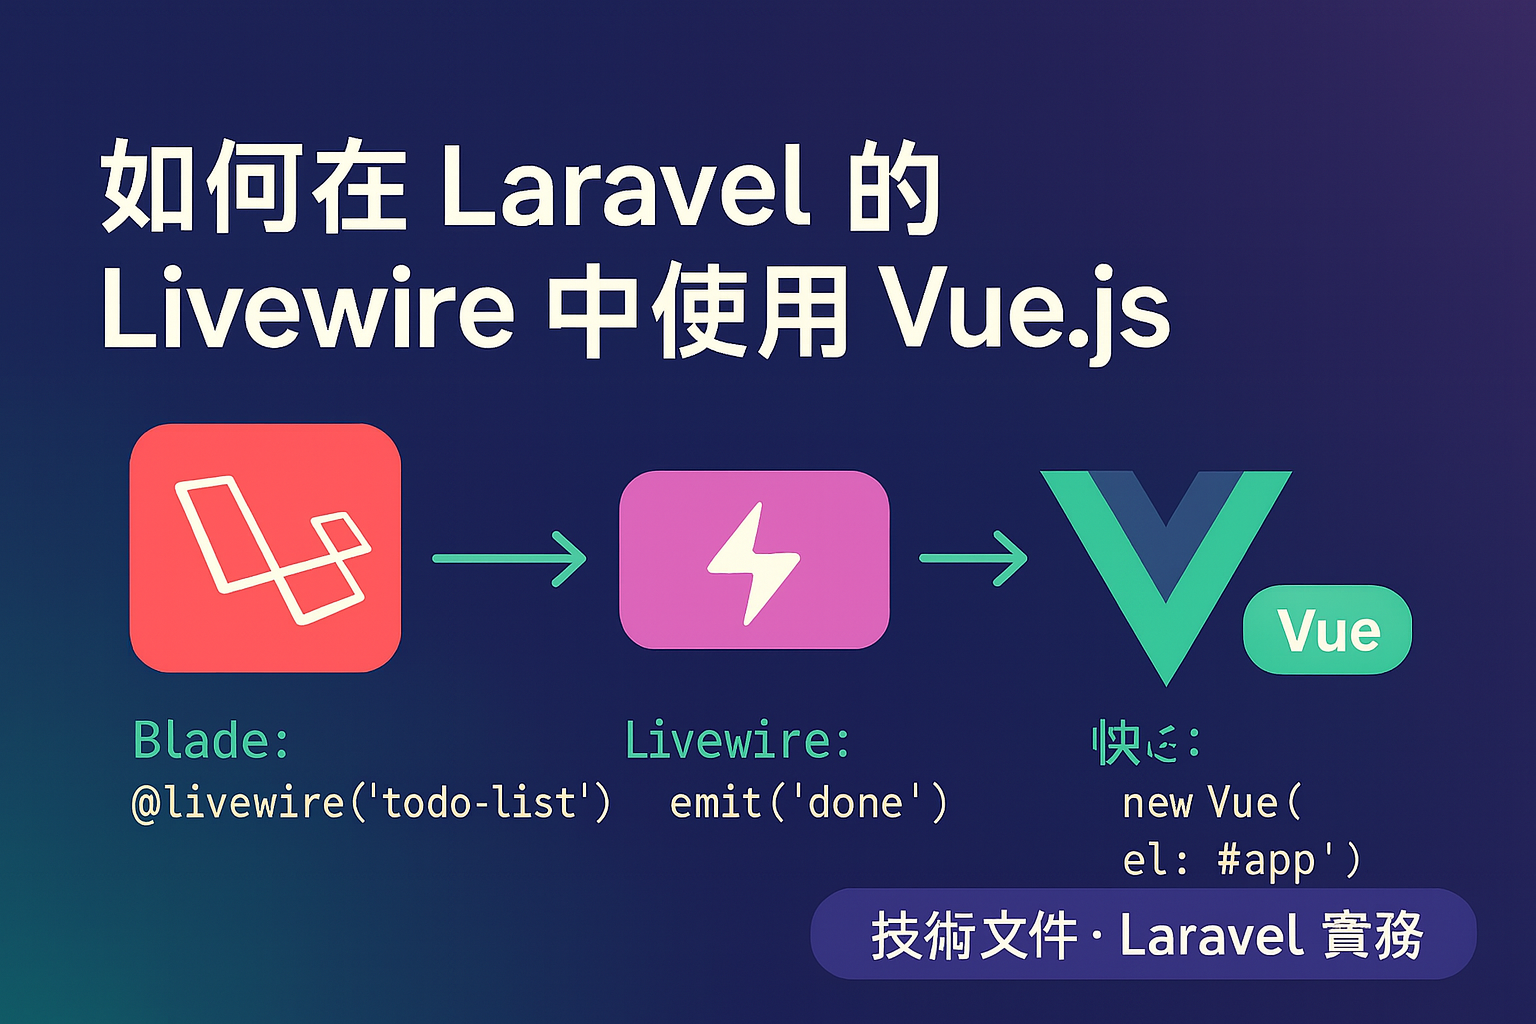 如何在 Laravel 的
Livewire 中使用 Vue.js
Vue
Blade:
@livewire('todo-list')
Livewire:
emit('done')
快:
new Vue(
el: #app')
技術文件 · Laravel 實務